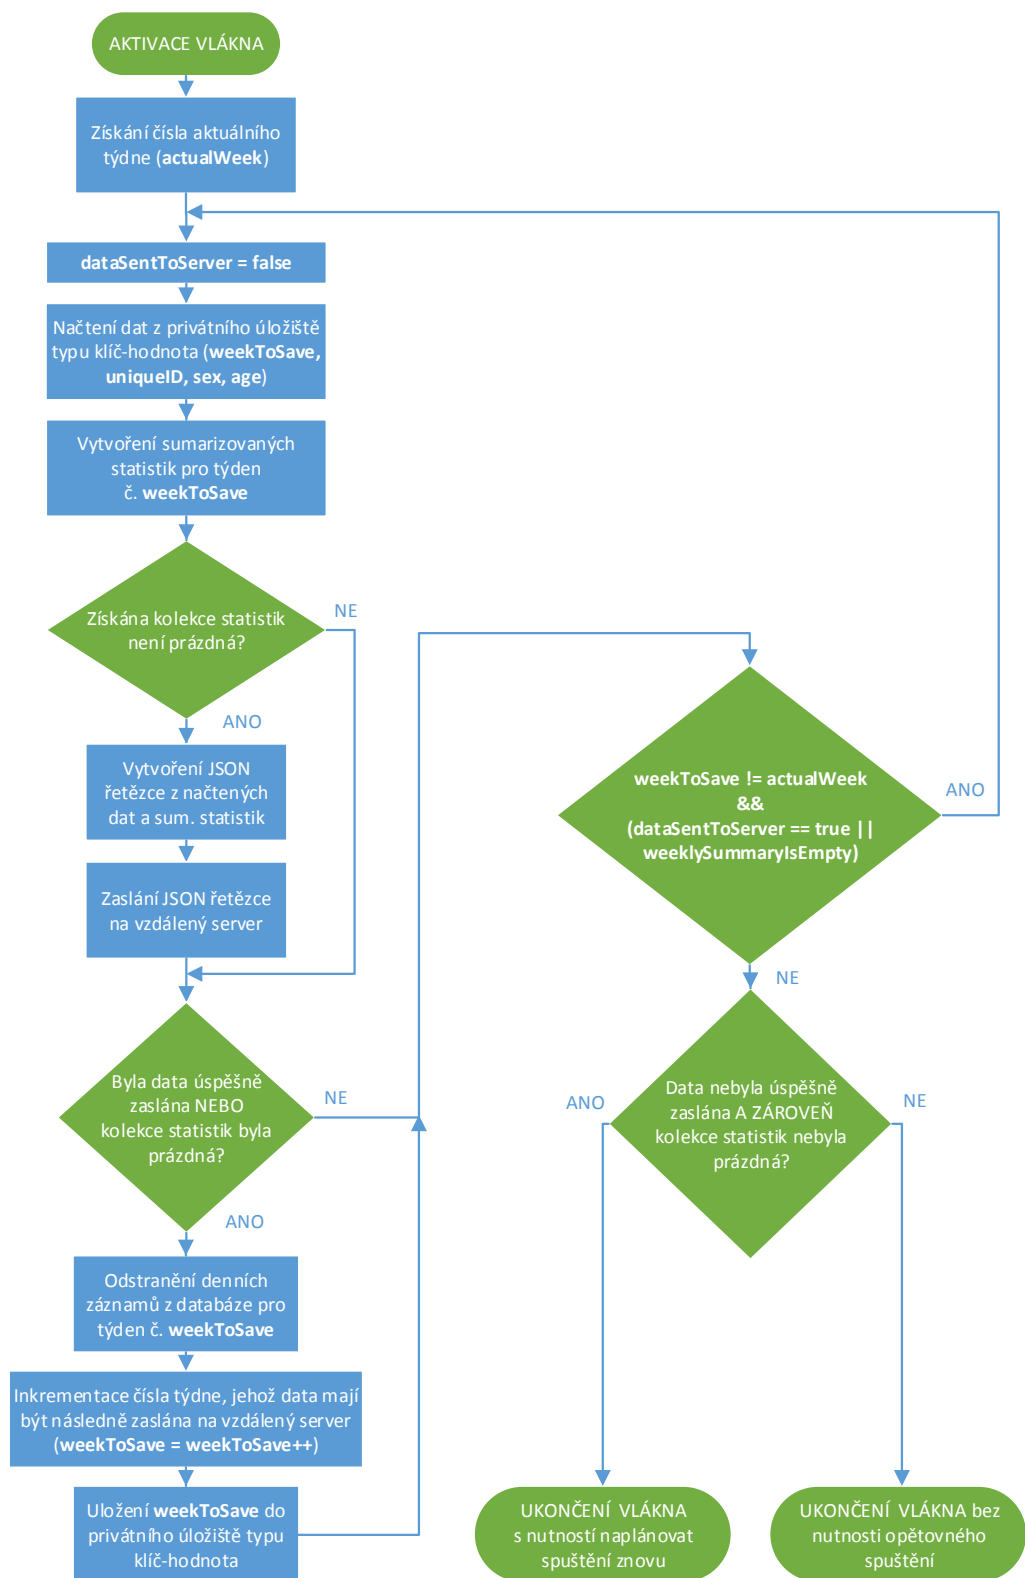 AKTIVACE VLÁKNA
Získání čísla aktuálního
týdne (actualWeek)
dataSentToServer = false
Načtení dat z privátního úložiště
typu klíč-hodnota (weekToSave,
uniqueID, sex, age)
Vytvoření sumarizovaných
statistik pro týden
č. weekToSave
Získána kolekce statistik
není prázdná?
NE
ANO
Vytvoření JSON
řetězce z načtených
dat a sum. statistik
Zaslání JSON řetězce
na vzdálený server
Byla data úspěšně
zaslána NEBO
kolekce statistik byla
prázdná?
NE
ANO
Odstranění denních
záznamů z databáze pro
týden č. weekToSave
Inkrementace čísla týdne, jehož data mají
být následně zaslána na vzdálený server
(weekToSave = weekToSave++)
Uložení weekToSave do
privátního úložiště typu
klíč-hodnota
weekToSave != actualWeek
&&
(dataSentToServer == true ||
weeklySummaryIsEmpty)
ANO
NE
Data nebyla úspěšně
zaslána A ZÁROVEŇ
kolekce statistik nebyla
prázdná?
ANO
NE
UKONČENÍ VLÁKNA
s nutností naplánovat
spuštění znovu
UKONČENÍ VLÁKNA bez
nutnosti opětovného
spuštění